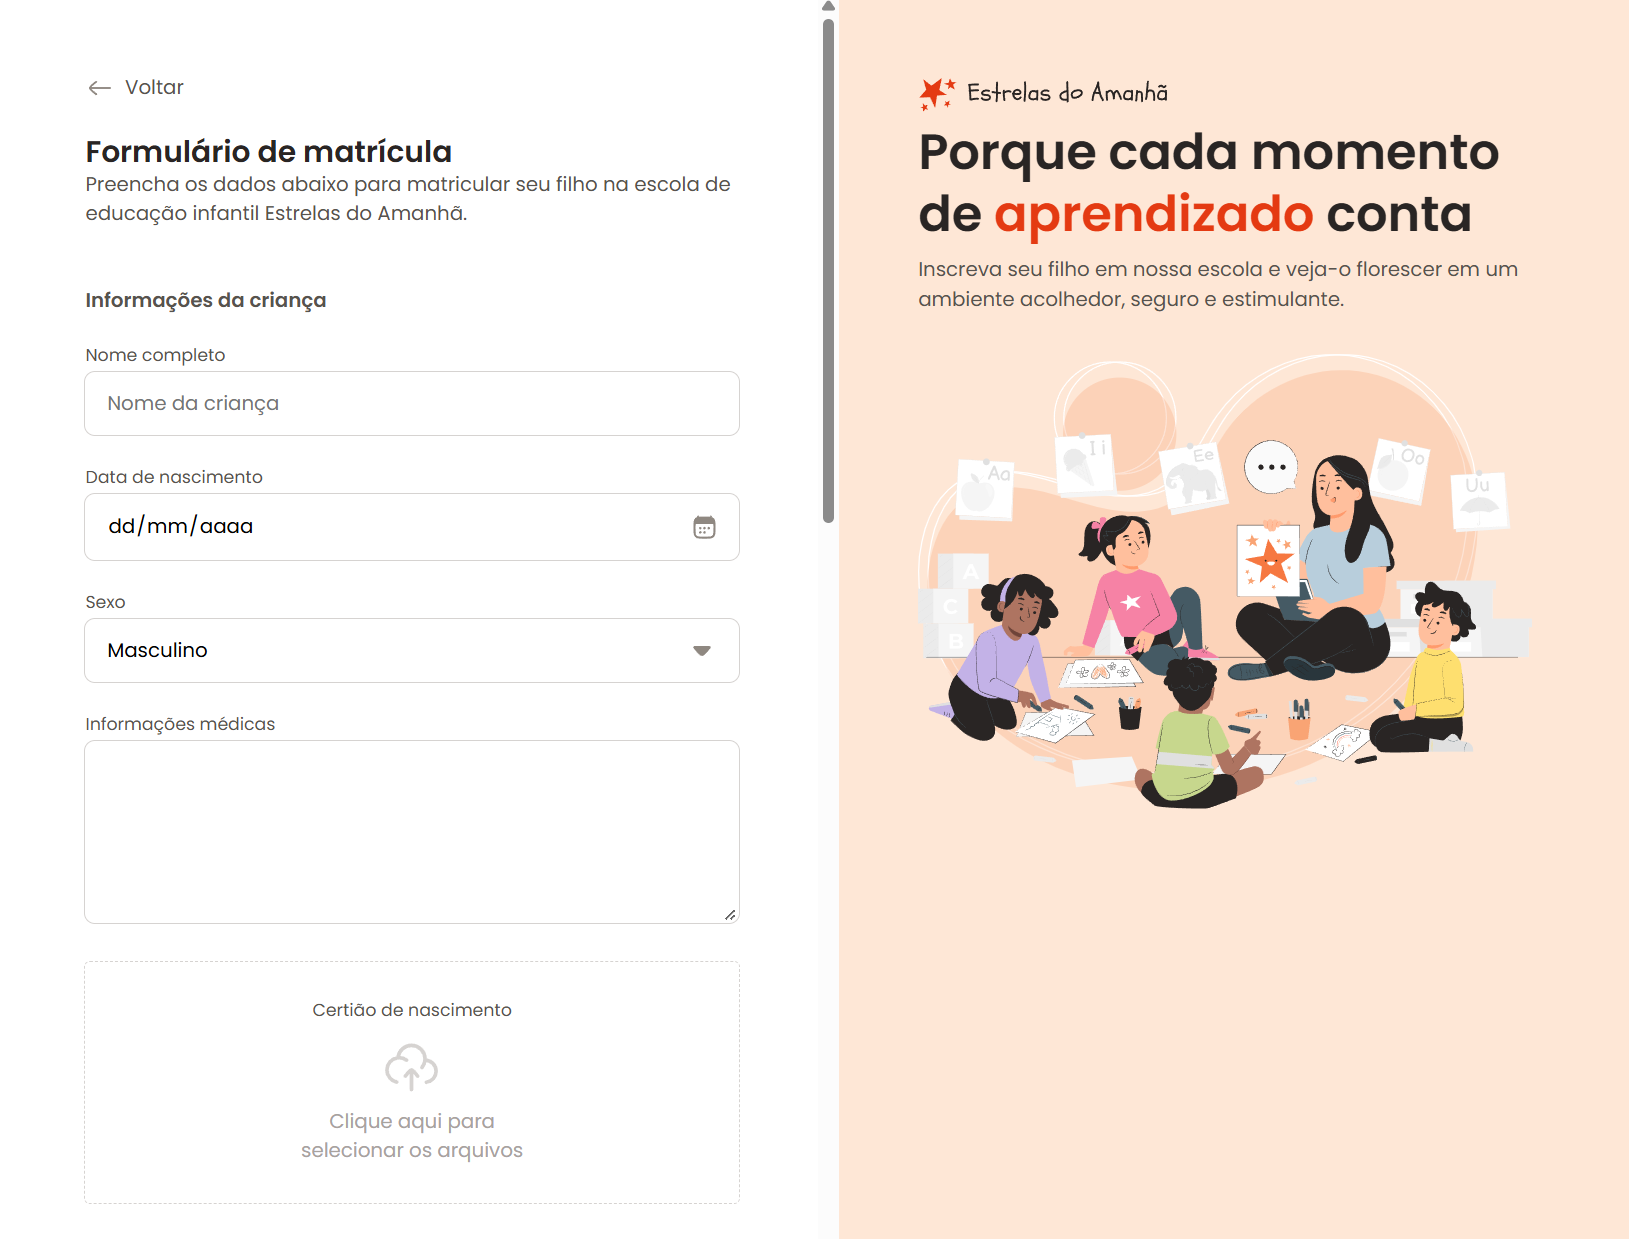 Voltar
Formulário de matrícula
Preencha os dados abaixo para matricular seu filho na escola de
educação infantil Estrelas do Amanhã.
Informações da criança
Nome completo
Nome da criança
Data de nascimento
dd/mm/aaaa
Sexo
Masculino
Informações médicas
Certião de nascimento
Clique aqui para
selecionar os arquivos
Estrelas do Amanhã
Porque cada momento
de aprendizado conta
Inscreva seu filho em nossa escola e veja-o florescer em um
ambiente acolhedor, seguro e estimulante.
Aa
I i
Ee
Oo
Uu
A
C
B